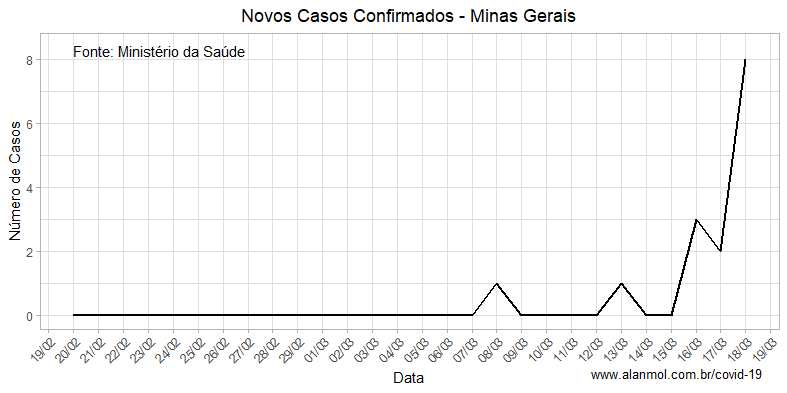 Novos Casos Confirmados - Minas Gerais
Fonte: Ministério da Saúde
Número de Casos
8
6
4
2
0
19/02 20/02 21/02 22/02 23/02 24/02 25/02 26/02 27/02 28/02 29/02 01/03 02/03 03/03 04/03 05/03 06/03 07/03 08/03 09/03 10/03 11/03 12/03 13/03 14/03 15/03 16/03 17/03 18/03 19/03
Data
www.alanmol.com.br/covid-19